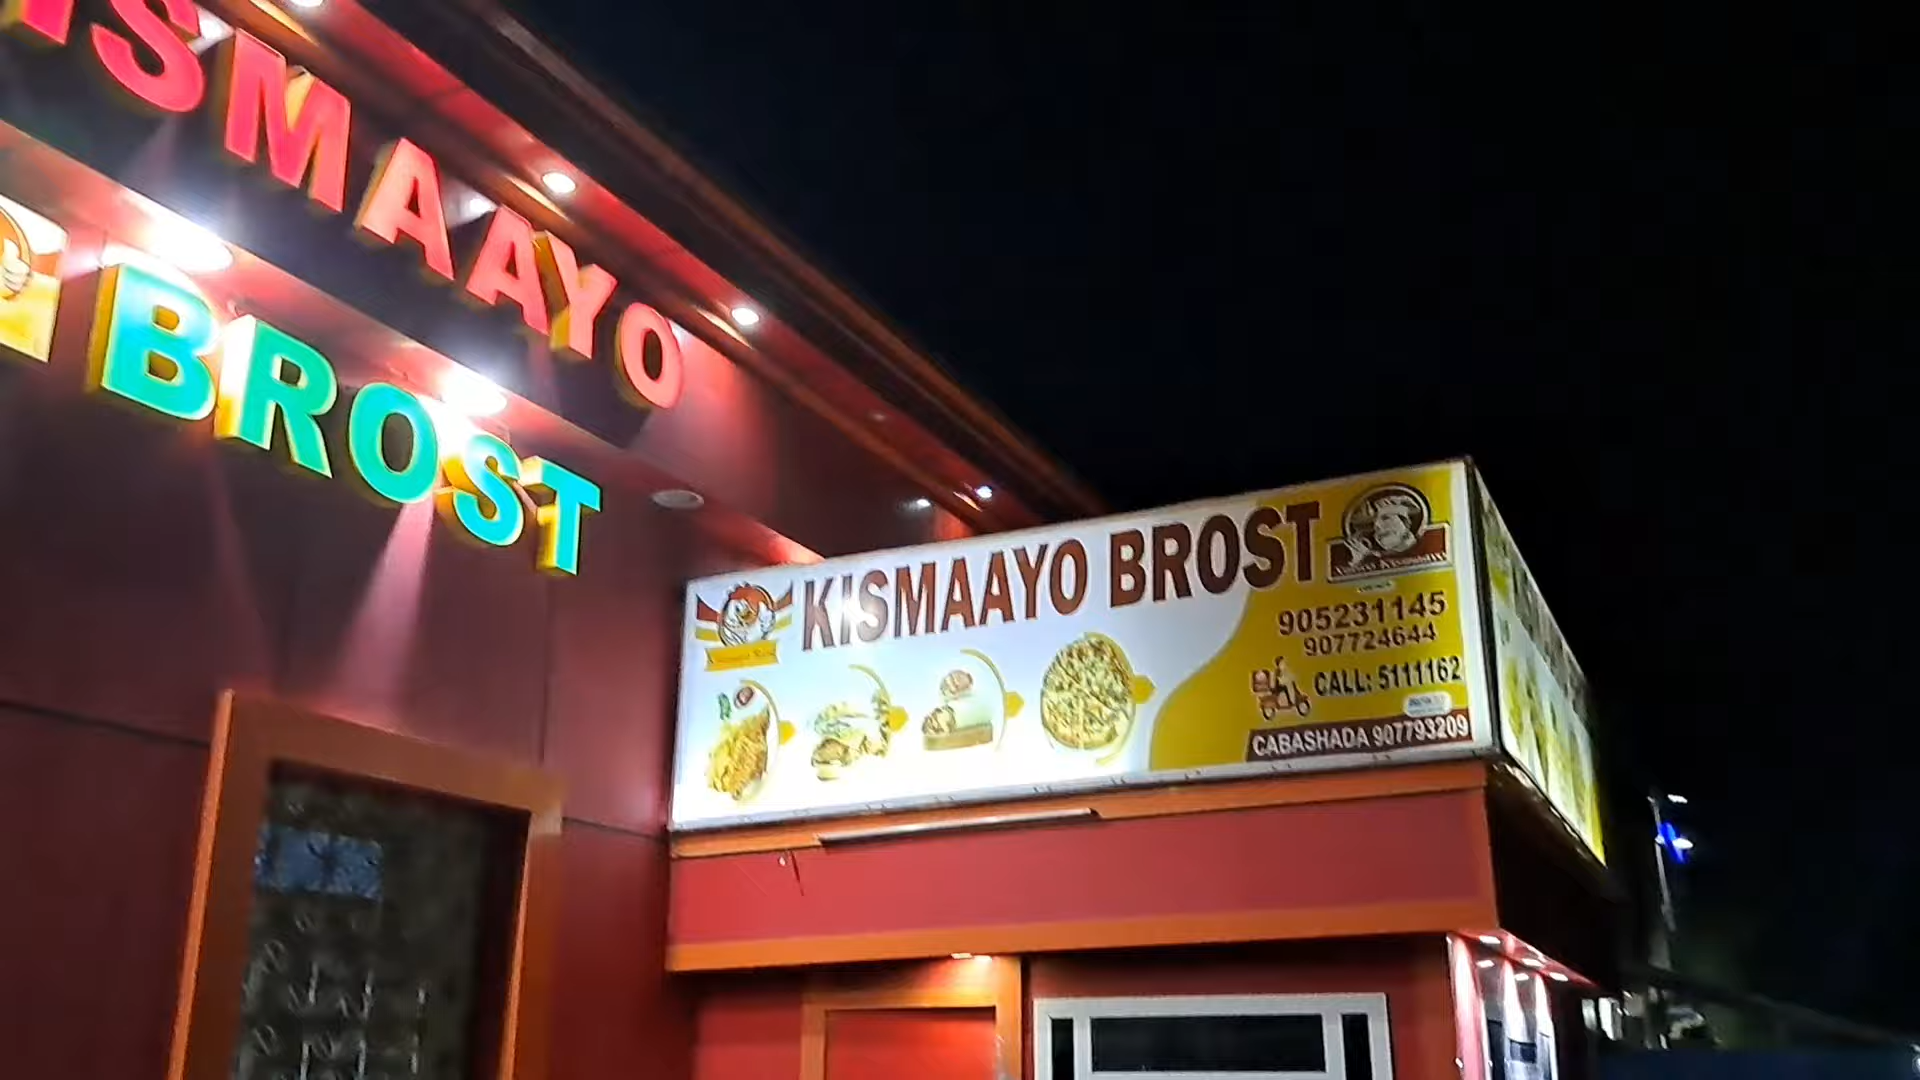 ISMAAYO
BROST
KISMAAYO BROST
905231145
907724644
CALL: 5111162
CABASHADA 907793209